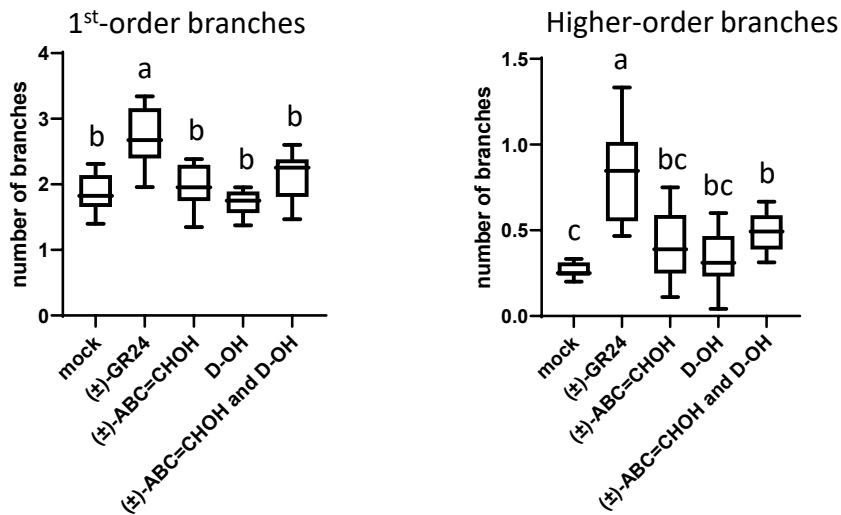 1st-order branches
number of branches
4
3
2
1
0
b
a
b
b
b
mock
(±)-GR24
(±)-ABC=CHOH
D-OH
(±)-ABC=CHOH and D-OH
Higher-order branches
number of branches
1.5
1.0
0.5
0.0
c
a
bc
bc
b
mock
(±)-GR24
(±)-ABC=CHOH
D-OH
(±)-ABC=CHOH and D-OH